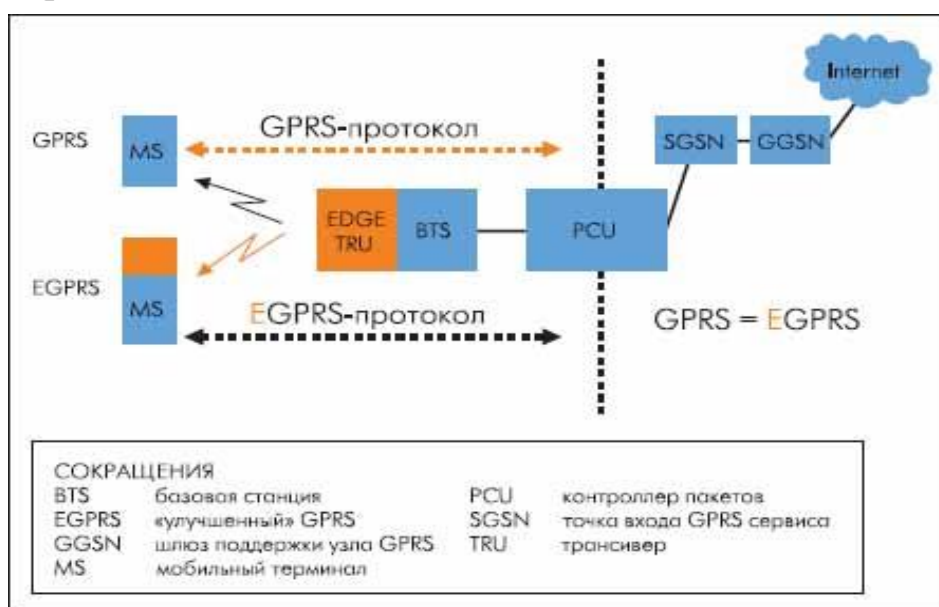 Internet
GPRS
MS
GPRS-протокол
SGSN
GGSN
EDGE
TRU
BTS
PCU
EGPRS
MS
EGPRS-протокол
GPRS = EGPRS
СОКРАЩЕНИЯ
BTS базовая станция
EGPRS «улучшенный» GPRS
GGSN шлюз поддержки узла GPRS
MS мобильный терминал
PCU контроллер пакетов
SGSN точка входа GPRS сервиса
TRU трансивер